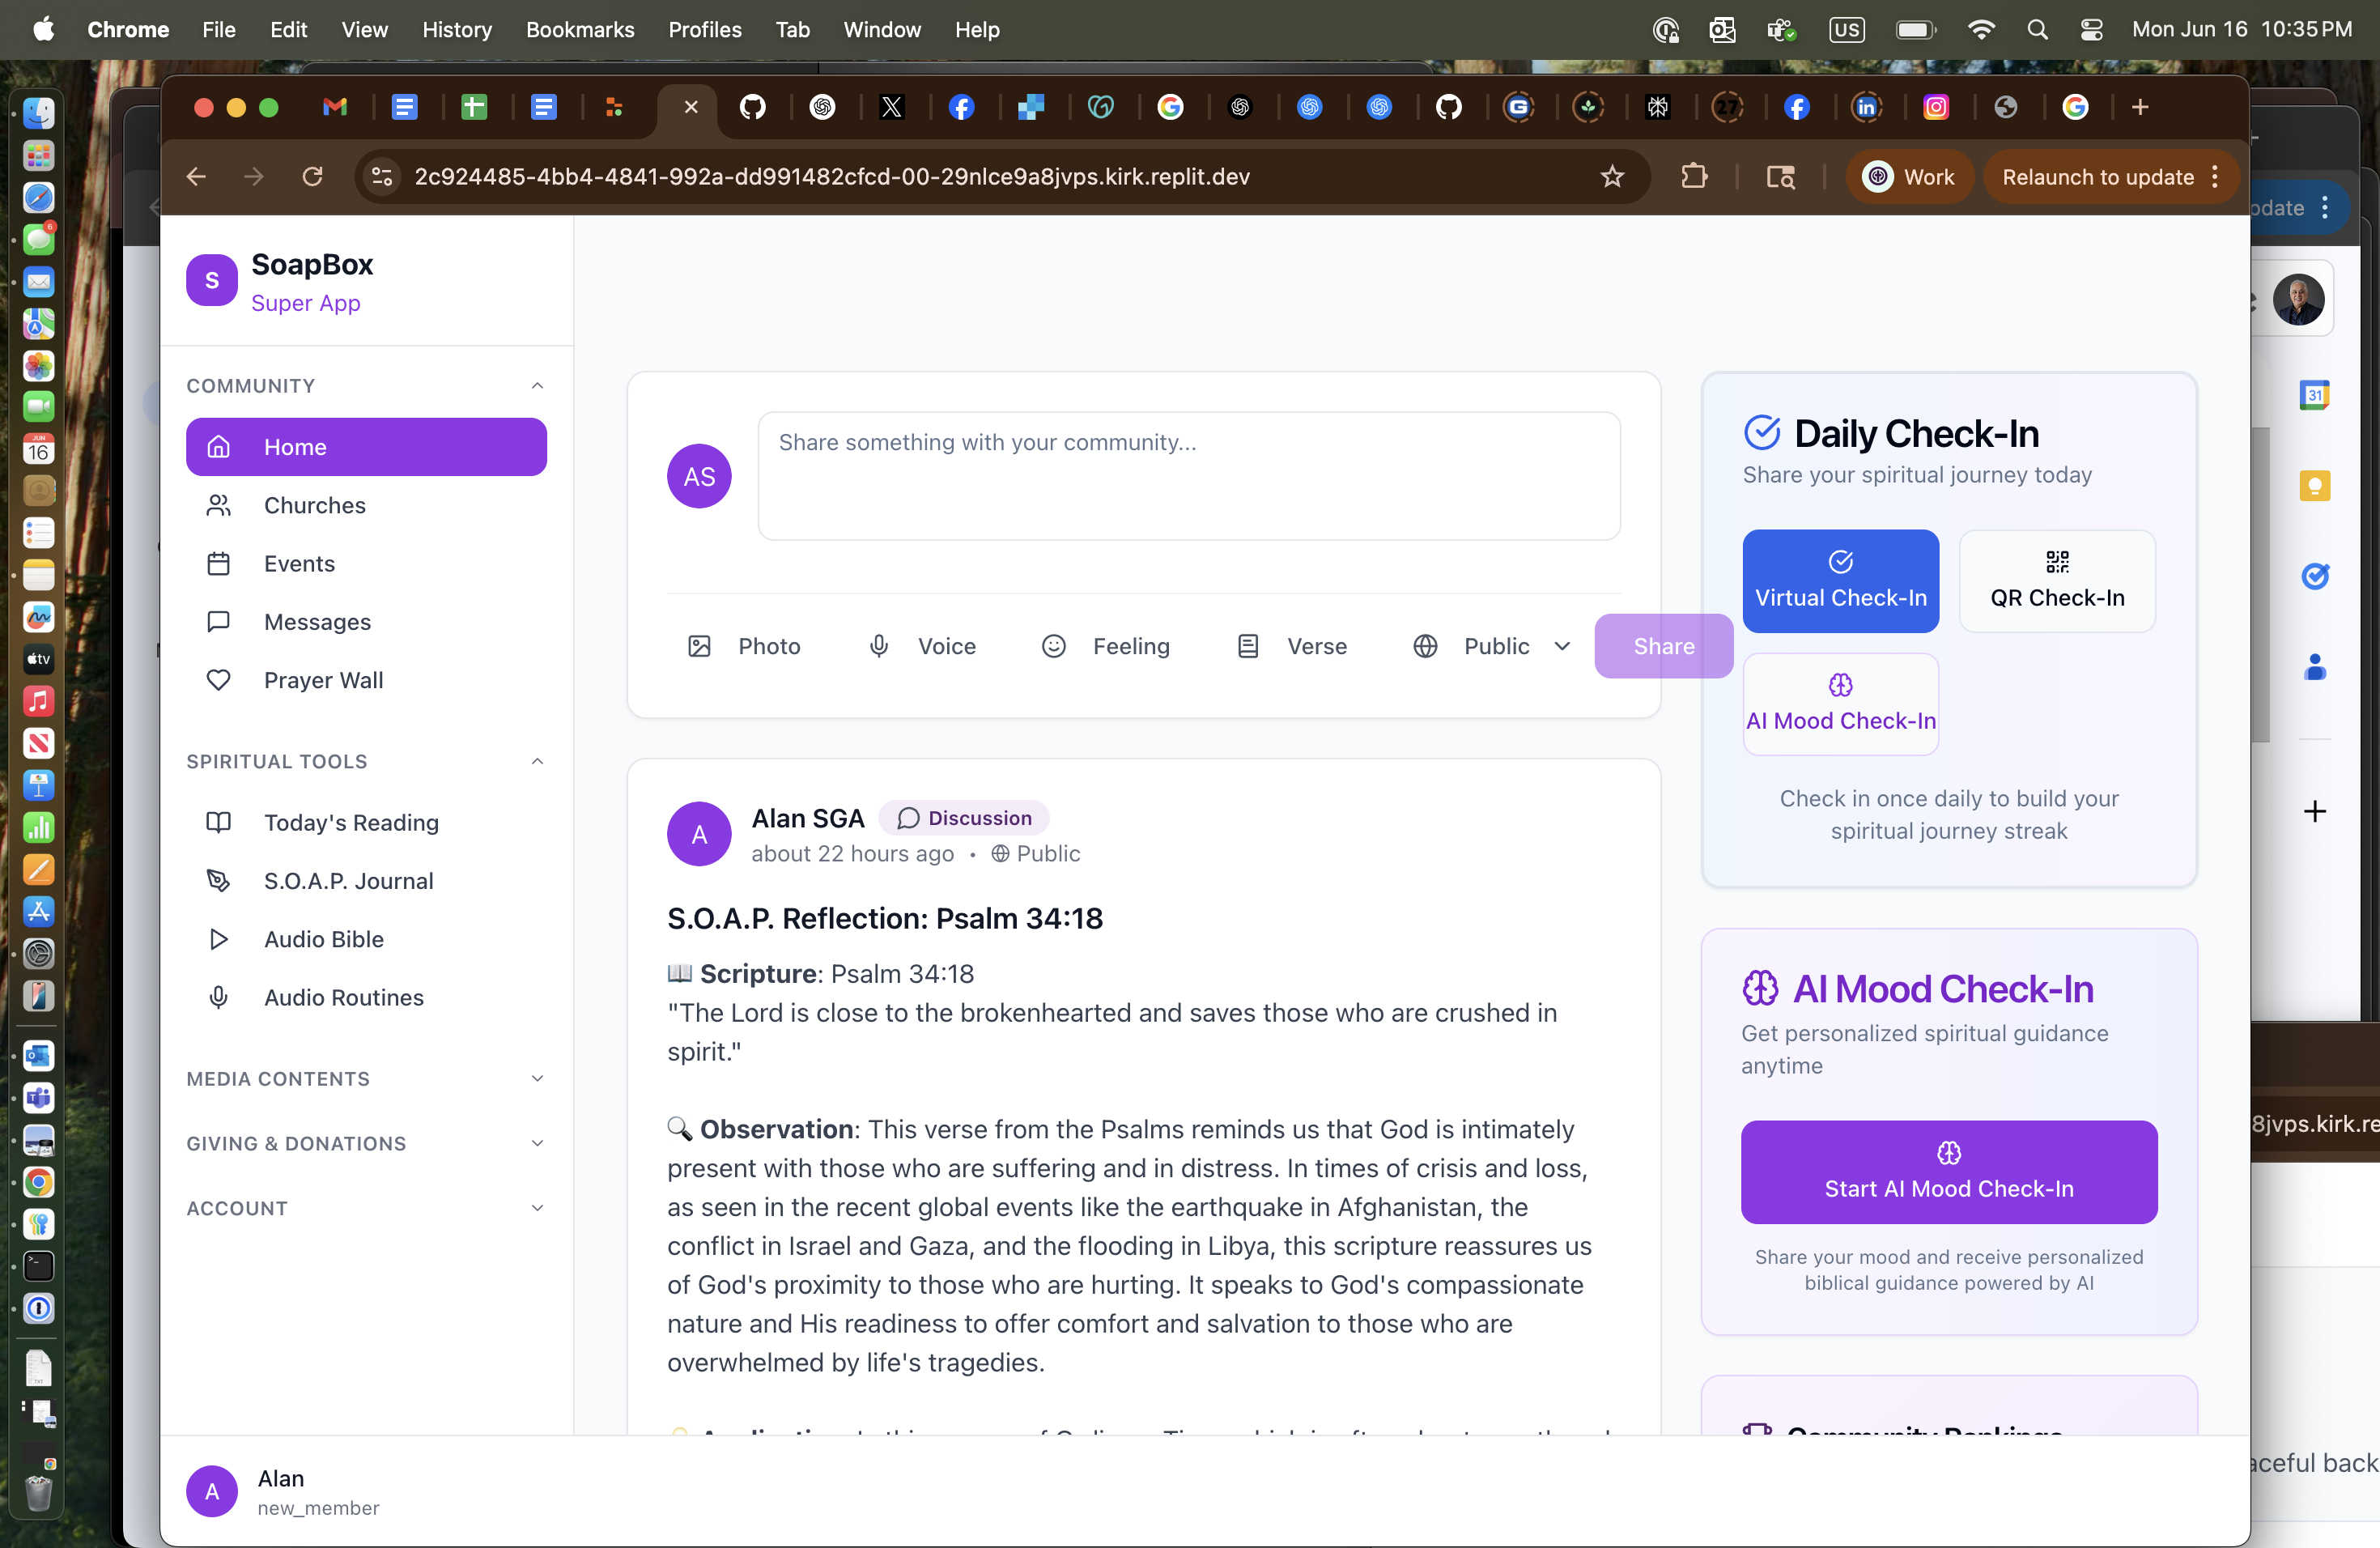 Chrome File Edit View History Bookmarks Profiles Tab Window Help
US Mon Jun 16 10:35 PM
2c924485-4bb4-4841-992a-dd991482cfcd-00-29nlce9a8jvps.kirk.replit.dev
Work
Relaunch to update
S
SoapBox
Super App
COMMUNITY
Home
Churches
Events
Messages
Prayer Wall
SPIRITUAL TOOLS
Today's Reading
S.O.A.P. Journal
Audio Bible
Audio Routines
MEDIA CONTENTS
GIVING & DONATIONS
ACCOUNT
A
Alan
new_member
AS
Share something with your community...
Photo Voice Feeling Verse Public Share
A
Alan SGA Discussion
about 22 hours ago • Public
S.O.A.P. Reflection: Psalm 34:18
📖 Scripture: Psalm 34:18
"The Lord is close to the brokenhearted and saves those who are crushed in
spirit."
🔍 Observation: This verse from the Psalms reminds us that God is intimately
present with those who are suffering and in distress. In times of crisis and loss,
as seen in the recent global events like the earthquake in Afghanistan, the
conflict in Israel and Gaza, and the flooding in Libya, this scripture reassures us
of God's proximity to those who are hurting. It speaks to God's compassionate
nature and His readiness to offer comfort and salvation to those who are
overwhelmed by life's tragedies.
Daily Check-In
Share your spiritual journey today
Virtual Check-In
QR Check-In
AI Mood Check-In
Check in once daily to build your
spiritual journey streak
AI Mood Check-In
Get personalized spiritual guidance
anytime
Start AI Mood Check-In
Share your mood and receive personalized
biblical guidance powered by AI
Community Rankings
odate
31
8jvps.kirk.re
aceful back
JUN
16
tv
6
27